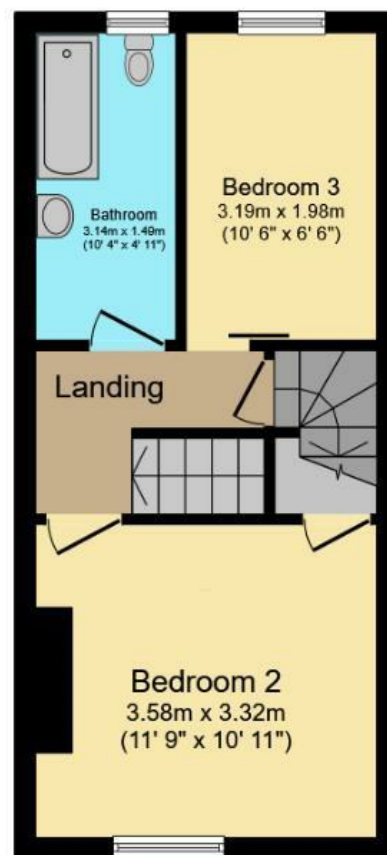 Bedroom 3
3.19m x 1.98m
(10' 6" x 6' 6")
Bathroom
3.14m x 1.49m
(10' 4" x 4' 11")
Landing
Bedroom 2
3.58m x 3.32m
(11' 9" x 10' 11")